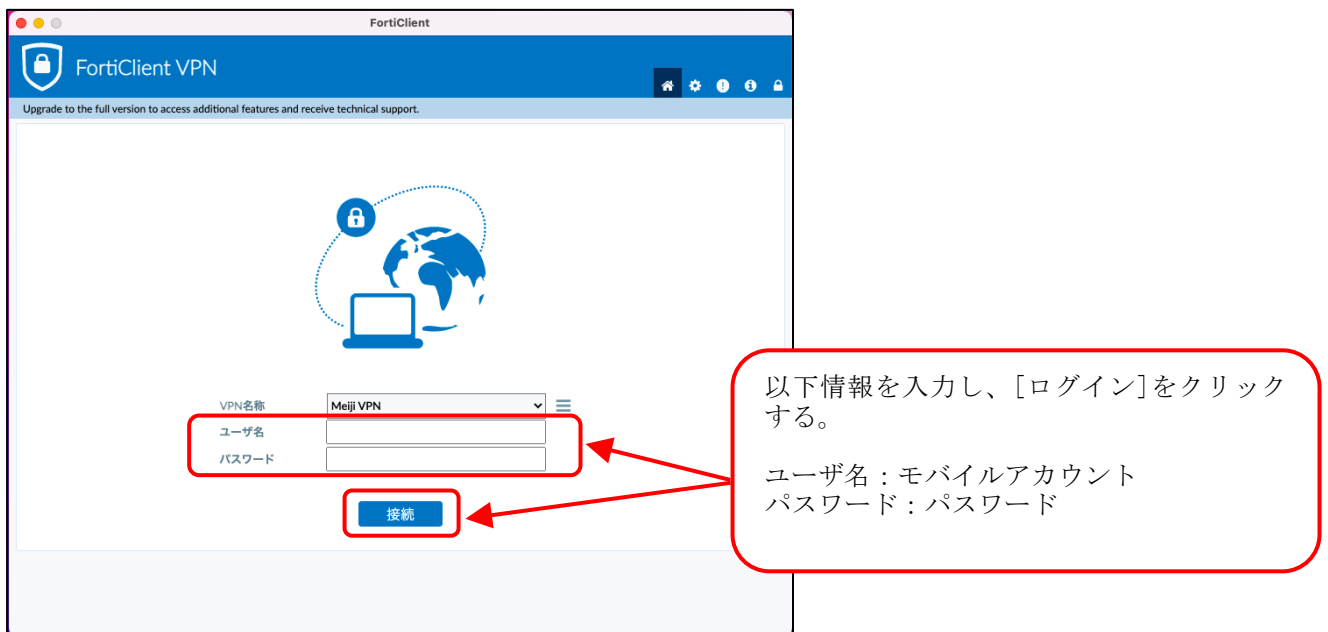 FortiClient
FortiClient VPN
Upgrade to the full version to access additional features and receive technical support.
VPN名称
Meiji VPN
ユーザ名
パスワード
接続
以下情報を入力し、[ログイン]をクリック
する。
ユーザ名：モバイルアカウント
パスワード：パスワード